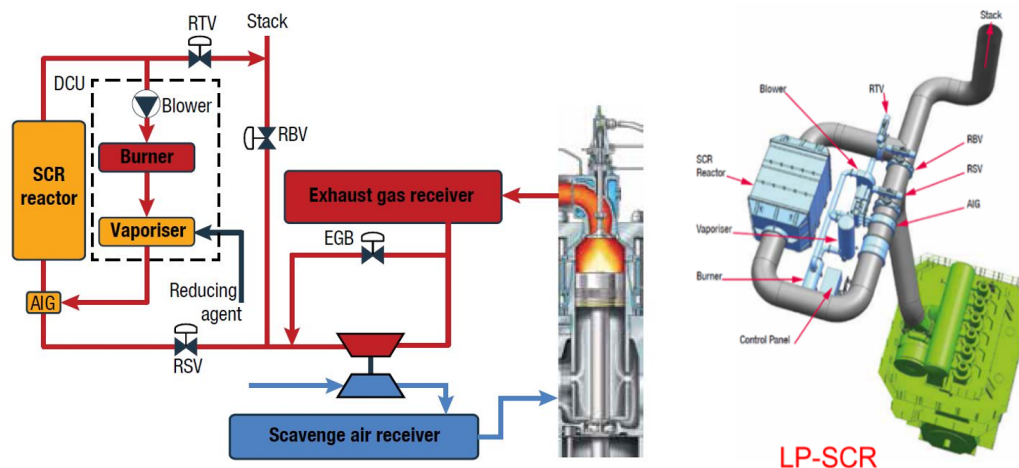 RTV
Stack
DCU
Blower
RBV
Burner
SCR
reactor
Exhaust gas receiver
Vaporiser
EGB
AIG
Reducing
agent
RSV
Scavenge air receiver
Stack
Blower
RTV
SCR
Reactor
RBV
RSV
AIG
Vaporiser
Burner
Control Panel
LP-SCR